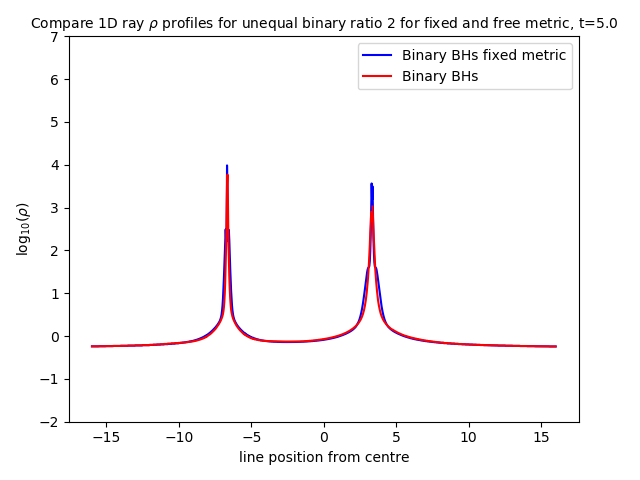 Compare 1D ray ρ profiles for unequal binary ratio 2 for fixed and free metric, t=5.0
Binary BHs fixed metric
Binary BHs
log₁₀(ρ)
7
6
5
4
3
2
1
0
−1
−2
−15 −10 −5 0 5 10 15
line position from centre